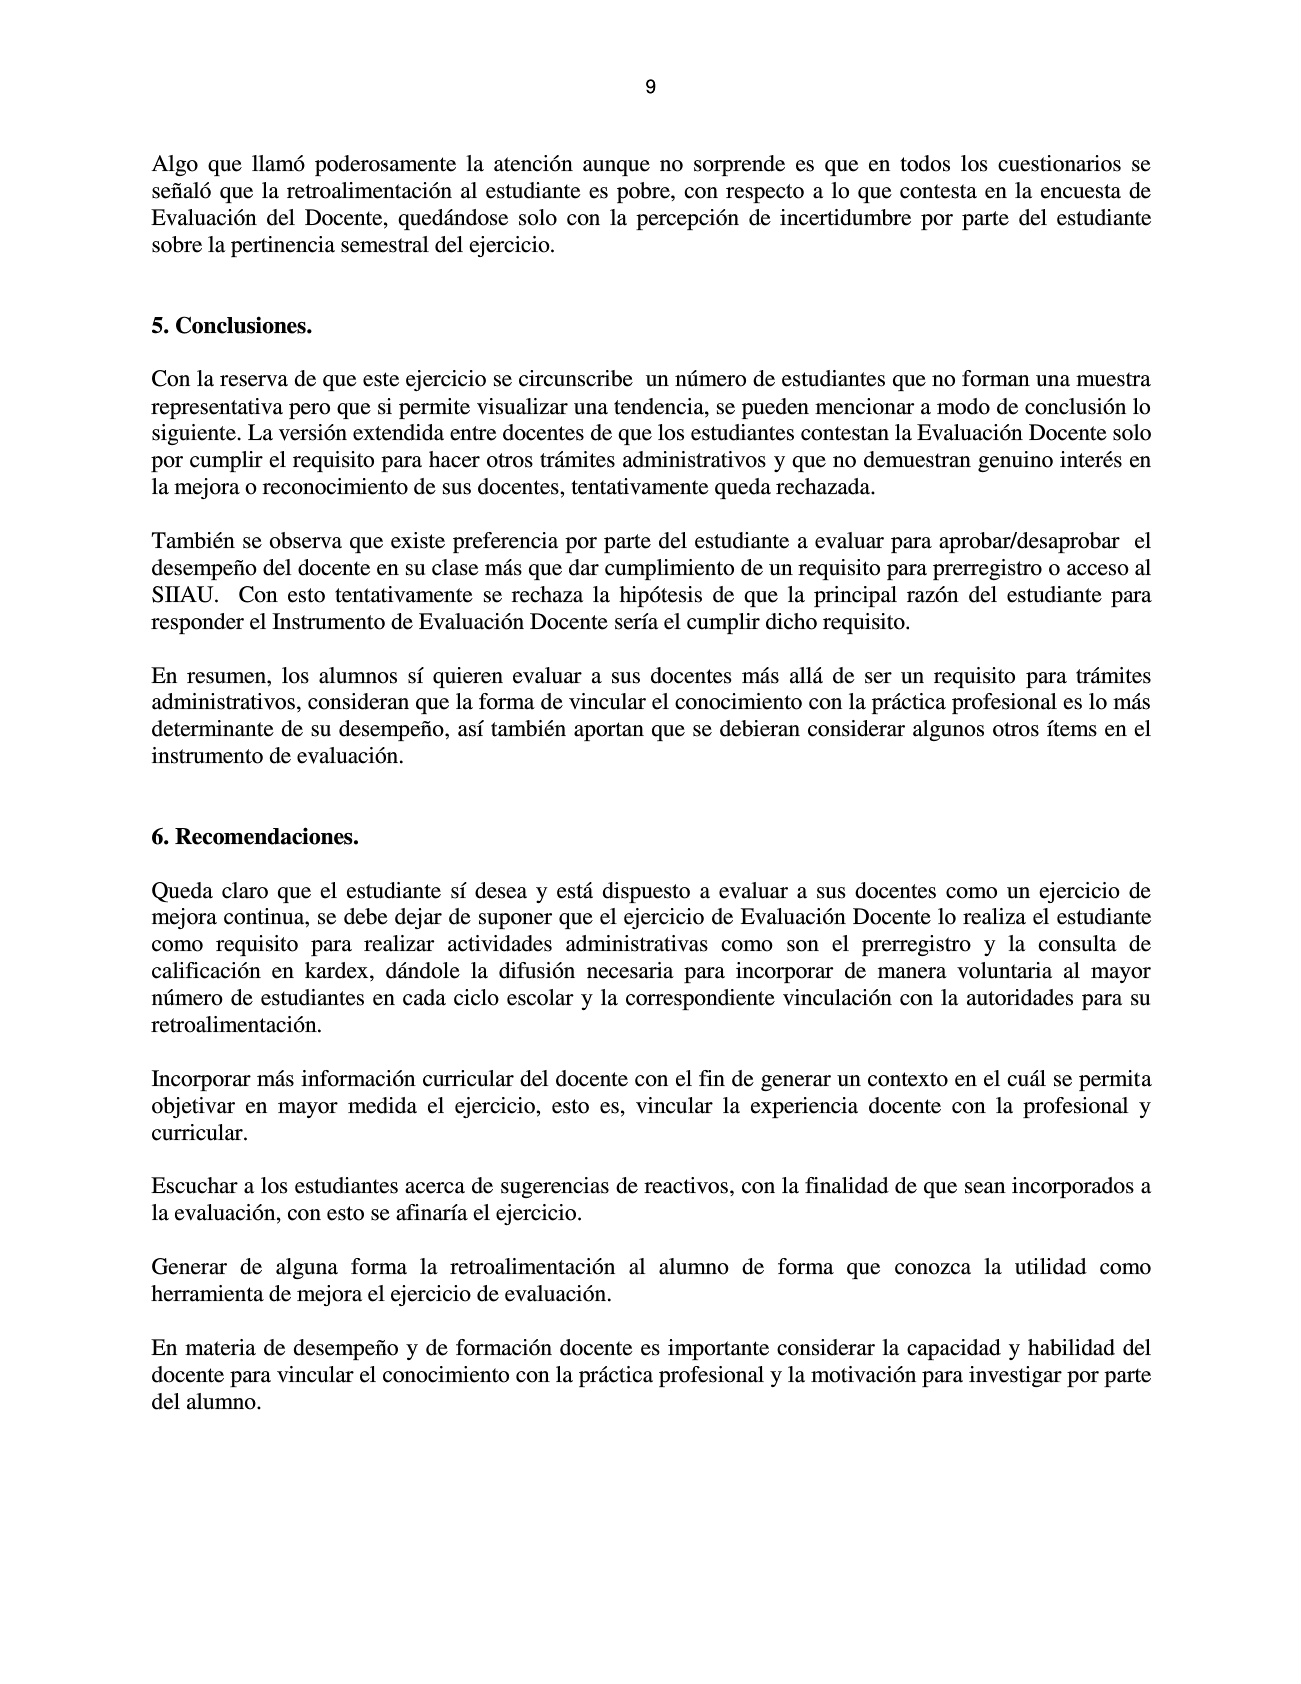 9
Algo que llamó poderosamente la atención aunque no sorprende es que en todos los cuestionarios se
señaló que la retroalimentación al estudiante es pobre, con respecto a lo que contesta en la encuesta de
Evaluación del Docente, quedándose solo con la percepción de incertidumbre por parte del estudiante
sobre la pertinencia semestral del ejercicio.
5. Conclusiones.
Con la reserva de que este ejercicio se circunscribe  un número de estudiantes que no forman una muestra
representativa pero que si permite visualizar una tendencia, se pueden mencionar a modo de conclusión lo
siguiente. La versión extendida entre docentes de que los estudiantes contestan la Evaluación Docente solo
por cumplir el requisito para hacer otros trámites administrativos y que no demuestran genuino interés en
la mejora o reconocimiento de sus docentes, tentativamente queda rechazada.
También se observa que existe preferencia por parte del estudiante a evaluar para aprobar/desaprobar  el
desempeño del docente en su clase más que dar cumplimiento de un requisito para prerregistro o acceso al
SIIAU.  Con esto tentativamente se rechaza la hipótesis de que la principal razón del estudiante para
responder el Instrumento de Evaluación Docente sería el cumplir dicho requisito.
En resumen, los alumnos sí quieren evaluar a sus docentes más allá de ser un requisito para trámites
administrativos, consideran que la forma de vincular el conocimiento con la práctica profesional es lo más
determinante de su desempeño, así también aportan que se debieran considerar algunos otros ítems en el
instrumento de evaluación.
6. Recomendaciones.
Queda claro que el estudiante sí desea y está dispuesto a evaluar a sus docentes como un ejercicio de
mejora continua, se debe dejar de suponer que el ejercicio de Evaluación Docente lo realiza el estudiante
como requisito para realizar actividades administrativas como son el prerregistro y la consulta de
calificación en kardex, dándole la difusión necesaria para incorporar de manera voluntaria al mayor
número de estudiantes en cada ciclo escolar y la correspondiente vinculación con la autoridades para su
retroalimentación.
Incorporar más información curricular del docente con el fin de generar un contexto en el cuál se permita
objetivar en mayor medida el ejercicio, esto es, vincular la experiencia docente con la profesional y
curricular.
Escuchar a los estudiantes acerca de sugerencias de reactivos, con la finalidad de que sean incorporados a
la evaluación, con esto se afinaría el ejercicio.
Generar de alguna forma la retroalimentación al alumno de forma que conozca la utilidad como
herramienta de mejora el ejercicio de evaluación.
En materia de desempeño y de formación docente es importante considerar la capacidad y habilidad del
docente para vincular el conocimiento con la práctica profesional y la motivación para investigar por parte
del alumno.